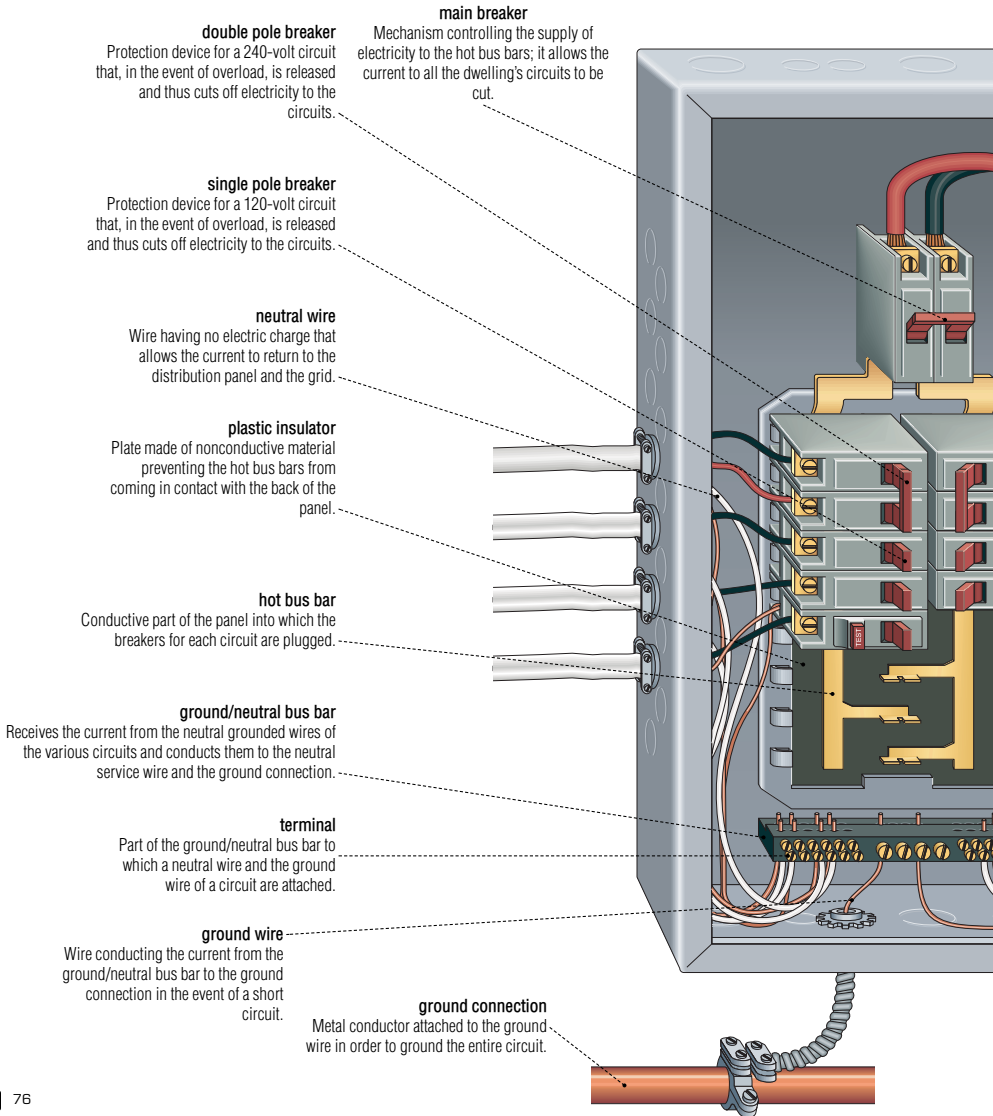 main breaker
Mechanism controlling the supply of
electricity to the hot bus bars; it allows the
current to all the dwelling's circuits to be
cut.
double pole breaker
Protection device for a 240-volt circuit
that, in the event of overload, is released
and thus cuts off electricity to the
circuits.
single pole breaker
Protection device for a 120-volt circuit
that, in the event of overload, is released
and thus cuts off electricity to the circuits.
neutral wire
Wire having no electric charge that
allows the current to return to the
distribution panel and the grid.
plastic insulator
Plate made of nonconductive material
preventing the hot bus bars from
coming in contact with the back of the
panel.
hot bus bar
Conductive part of the panel into which the
breakers for each circuit are plugged.
TEST
ground/neutral bus bar
Receives the current from the neutral grounded wires of
the various circuits and conducts them to the neutral
service wire and the ground connection.
terminal
Part of the ground/neutral bus bar to
which a neutral wire and the ground
wire of a circuit are attached.
ground wire
Wire conducting the current from the
ground/neutral bus bar to the ground
connection in the event of a short
circuit.
ground connection
Metal conductor attached to the ground
wire in order to ground the entire circuit.
76